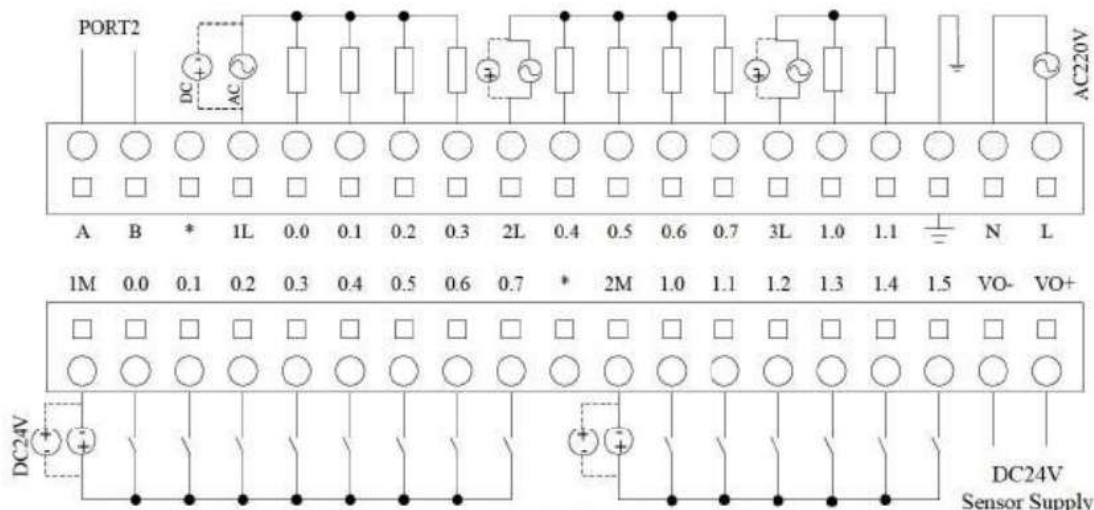 PORT2
DC AC AC220V
A B * 1L 0.0 0.1 0.2 0.3 2L 0.4 0.5 0.6 0.7 3L 1.0 1.1 N L
1M 0.0 0.1 0.2 0.3 0.4 0.5 0.6 0.7 * 2M 1.0 1.1 1.2 1.3 1.4 1.5 VO- VO+
DC24V DC24V
Sensor Supply